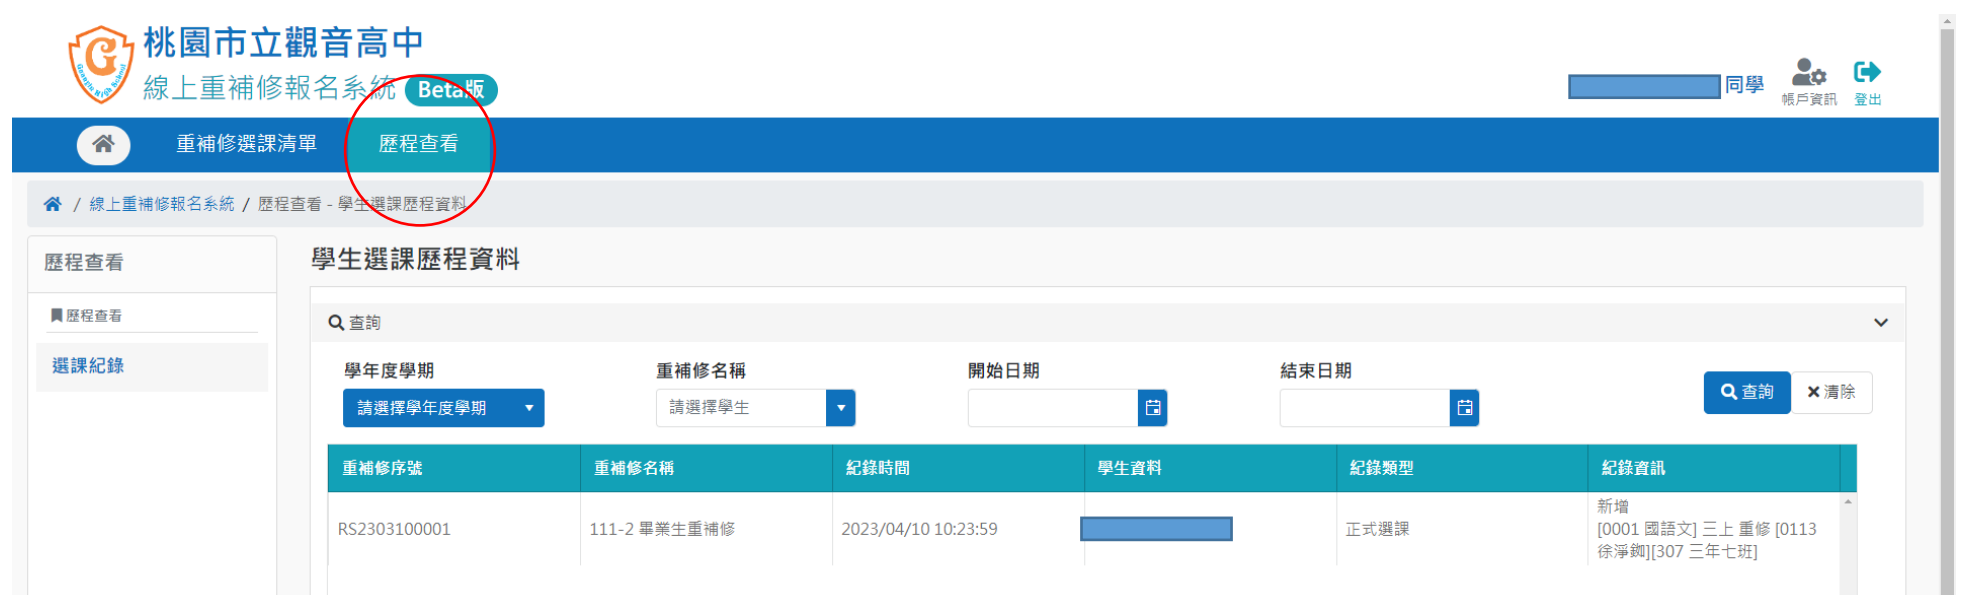 桃園市立觀音高中
線上重補修報名系統 Beta版
同學 帳戶資訊 登出
重補修選課清單 歷程查看
/ 線上重補修報名系統 / 歷程查看 - 學生選課歷程資料
歷程查看
歷程查看
選課紀錄
學生選課歷程資料
查詢
學年度學期 重補修名稱 開始日期 結束日期
請選擇學年度學期 請選擇學生 查詢 清除
重補修序號 重補修名稱 紀錄時間 學生資料 紀錄類型 紀錄資訊
RS2303100001 111-2 畢業生重補修 2023/04/10 10:23:59 正式選課 新增
[0001 國語文] 三上 重修 [0113
徐淨][307 三年七班]